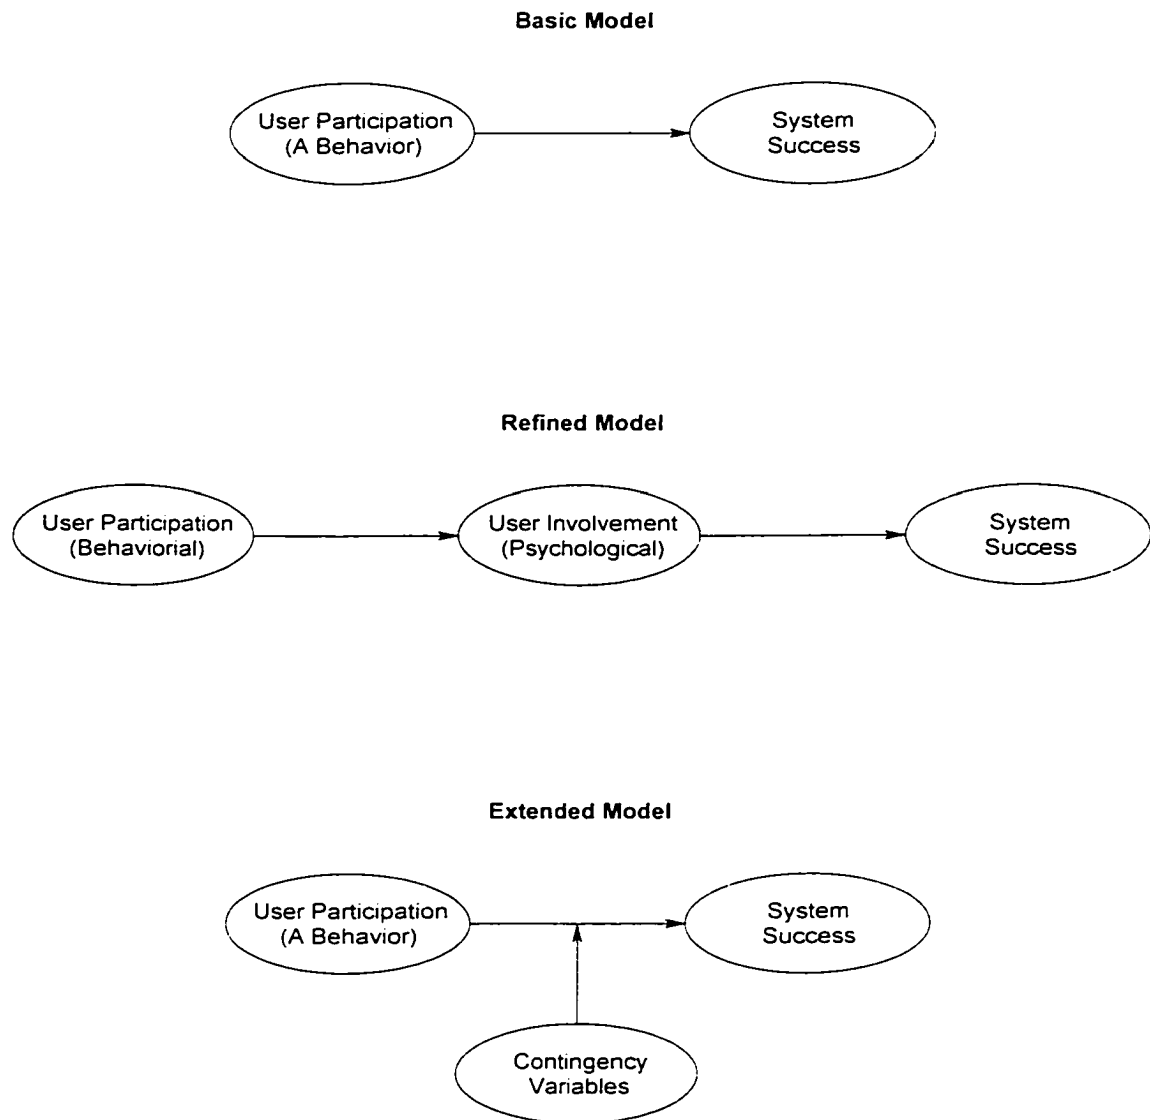 Basic Model
User Participation
(A Behavior)
System
Success
Refined Model
User Participation
(Behaviorial)
User Involvement
(Psychological)
System
Success
Extended Model
User Participation
(A Behavior)
System
Success
Contingency
Variables